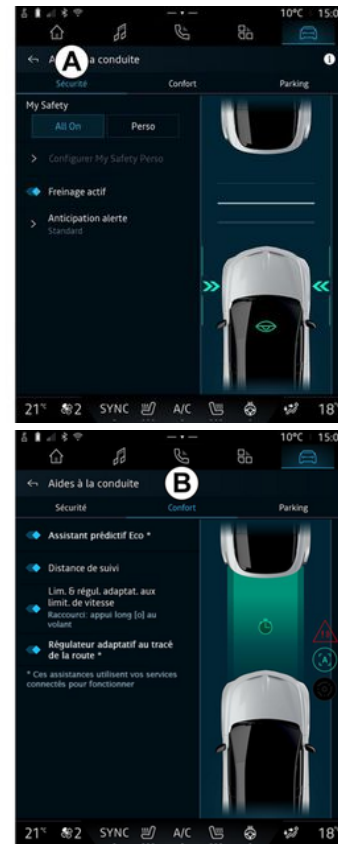 10°C 15:0
A la conduite
A
Sécurité Confort Parking
My Safety
All On Perso
Configurer My Safety Perso
Freinage actif
Anticipation alerte
Standard
21°C 2 SYNC A/C 18°
10°C 15:0
Aides à la conduite
B
Sécurité Confort Parking
Assistant prédictif Eco *
Distance de suivi
Lim. & régul. adaptat. aux
limit. de vitesse
Raccourci: appui long [o] au
volant
Régulateur adaptatif au tracé
de la route *
* Ces assistances utilisent vos services
connectés pour fonctionner
[A]
21°C 2 SYNC A/C 18°